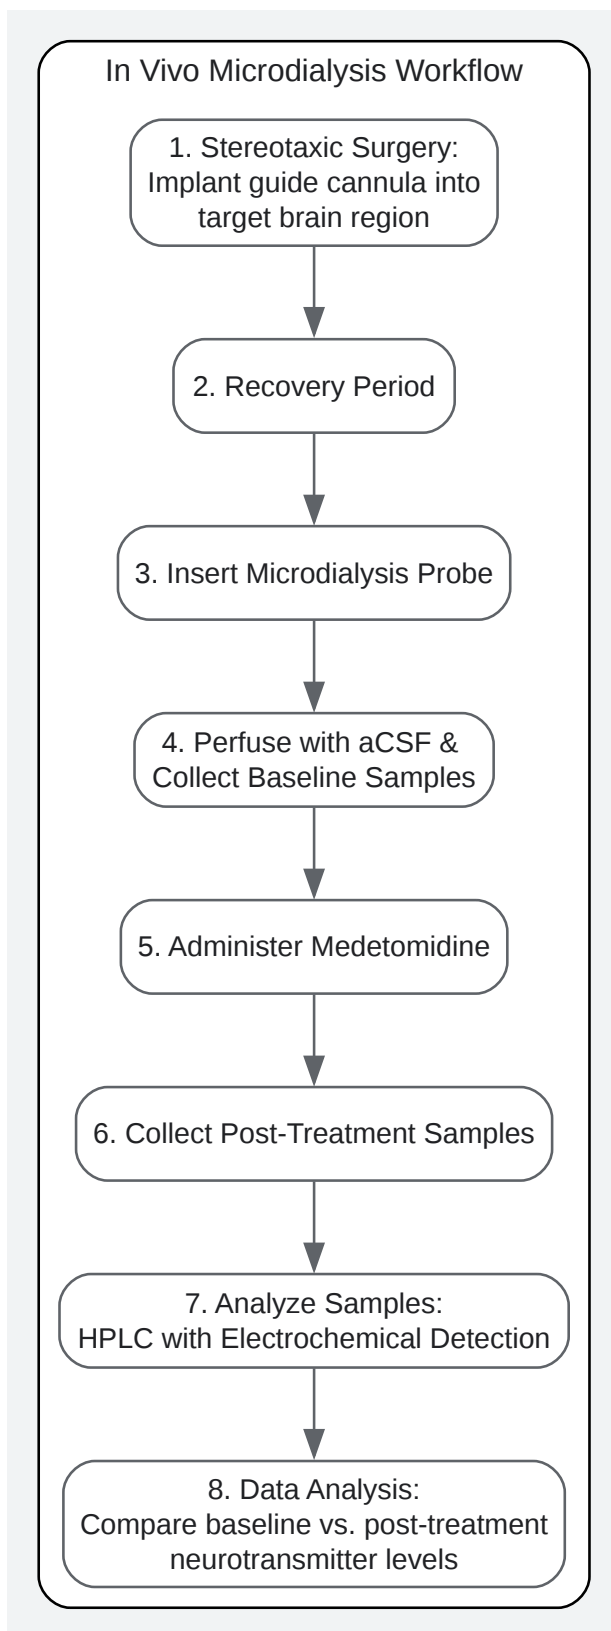 In Vivo Microdialysis Workflow
1. Stereotaxic Surgery:
Implant guide cannula into
target brain region
2. Recovery Period
3. Insert Microdialysis Probe
4. Perfuse with aCSF &
Collect Baseline Samples
5. Administer Medetomidine
6. Collect Post-Treatment Samples
7. Analyze Samples:
HPLC with Electrochemical Detection
8. Data Analysis:
Compare baseline vs. post-treatment
neurotransmitter levels